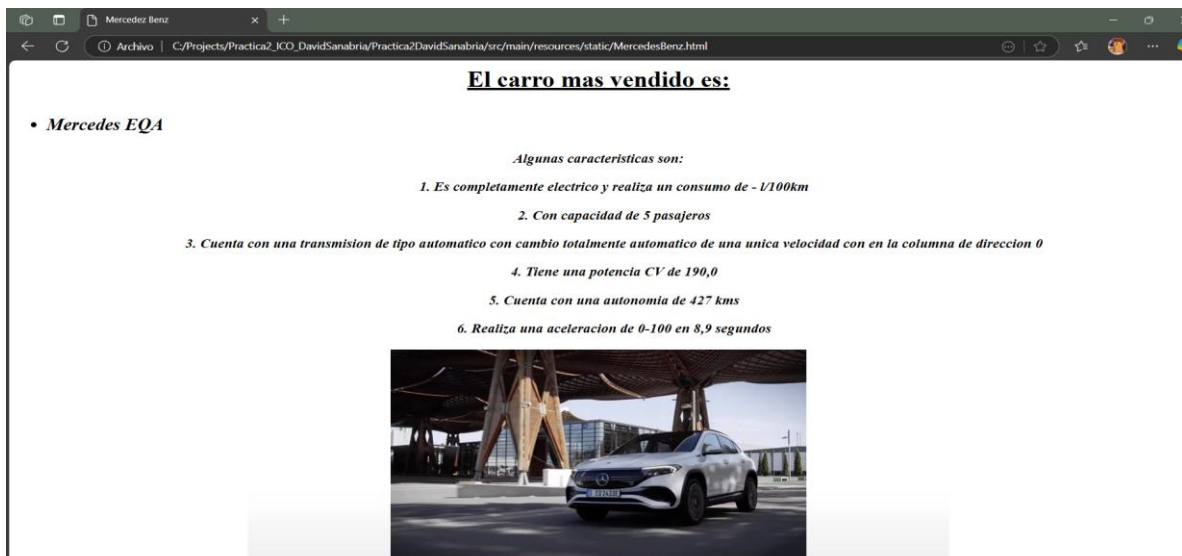 Mercedez Benz
Archivo | C:/Projects/Practica2_ICO_DavidSanabria/Practica2DavidSanabria/src/main/resources/static/MercedesBenz.html
El carro mas vendido es:
• Mercedes EQA
Algunas caracteristicas son:
1. Es completamente electrico y realiza un consumo de - l/100km
2. Con capacidad de 5 pasajeros
3. Cuenta con una transmision de tipo automatico con cambio totalmente automatico de una unica velocidad con en la columna de direccion 0
4. Tiene una potencia CV de 190,0
5. Cuenta con una autonomia de 427 kms
6. Realiza una aceleracion de 0-100 en 8,9 segundos